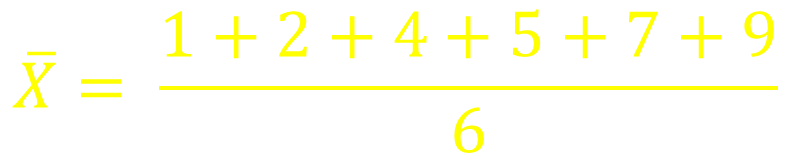 X̄ = (1 + 2 + 4 + 5 + 7 + 9) / 6